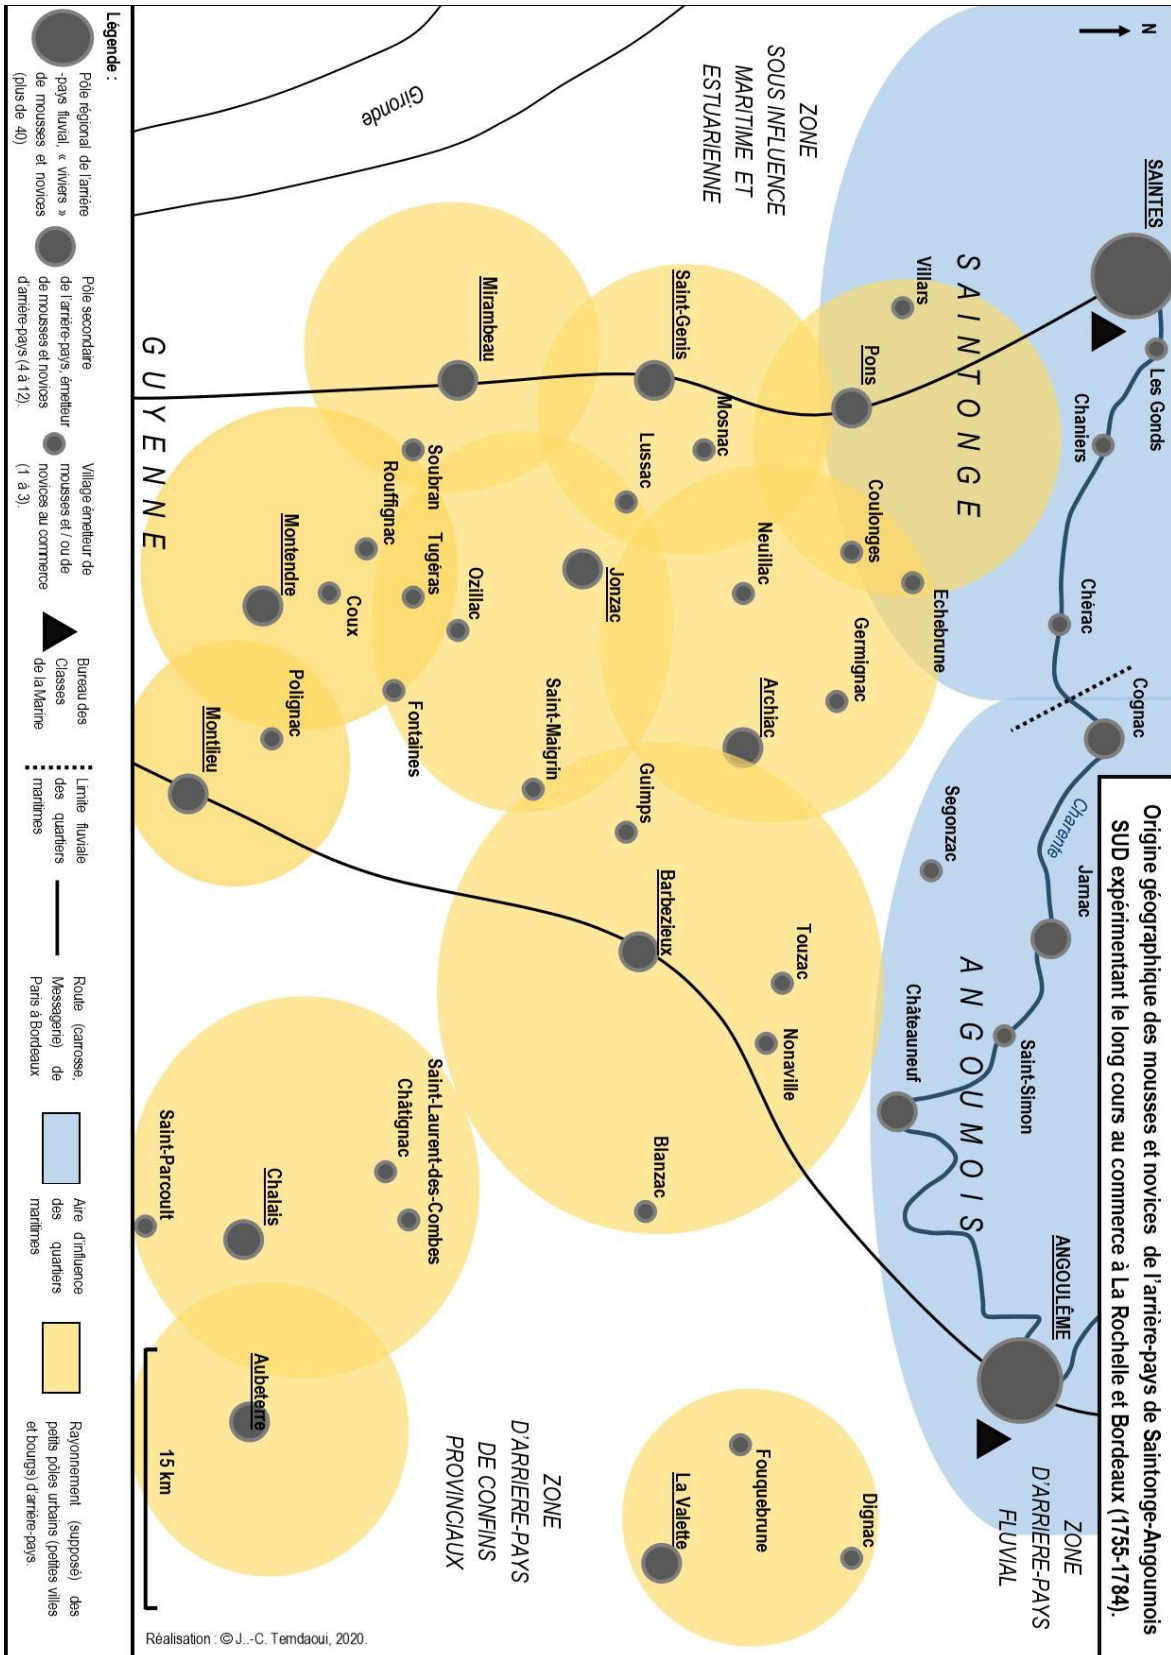 Origine géographique des mousses et novices de l'arrière-pays de Saintonge-Angoumois
SUD expérimentant le long cours au commerce à La Rochelle et Bordeaux (1755-1784).
N
SAINTES
Les Gonds
Chaniers
Chérac
Cognac
Charente
Jarnac
Saint-Simon
Châteauneuf
ANGOULÊME
Segonzac
SAINTONGE
ANGOUMOIS
ZONE
D'ARRIERE-PAYS
FLUVIAL
ZONE
SOUS INFLUENCE
MARITIME ET
ESTUARIENNE
Villars
Pons
Coulonges
Echebrune
Germignac
Neuillac
Archiac
Mosnac
Saint-Genis
Lussac
Jonzac
Guimps
Saint-Maigrin
Barbezieux
Touzac
Nonaville
Blanzac
Dignac
Fouquebrune
La Valette
Gironde
Mirambeau
Soubran
Rouffignac
Tugéras
Ozillac
Fontaines
Coux
Montendre
Polignac
Montlieu
GUYENNE
Saint-Laurent-des-Combes
Châtignac
Chalais
Saint-Parcoult
Aubeterre
ZONE
D'ARRIERE-PAYS
DE CONFINS
PROVINCIAUX
15 km
Réalisation : © J.-C. Temdaoui, 2020.
Légende :
Pôle régional de l'arrière
-pays fluvial, « viviers »
de mousses et novices
(plus de 40)
Pôle secondaire
de l'arrière-pays, émetteur
de mousses et novices
d'arrière-pays (4 à 12).
Village émetteur de
mousses et / ou de
novices au commerce
(1 à 3).
Bureau des
Classes
de la Marine
Limite fluviale
des quartiers
maritimes
Route (carrosse,
Messagerie) de
Paris à Bordeaux
Aire d'influence
des quartiers
maritimes
Rayonnement (supposé) des
petits pôles urbains (petites villes
et bourgs) d'arrière-pays.